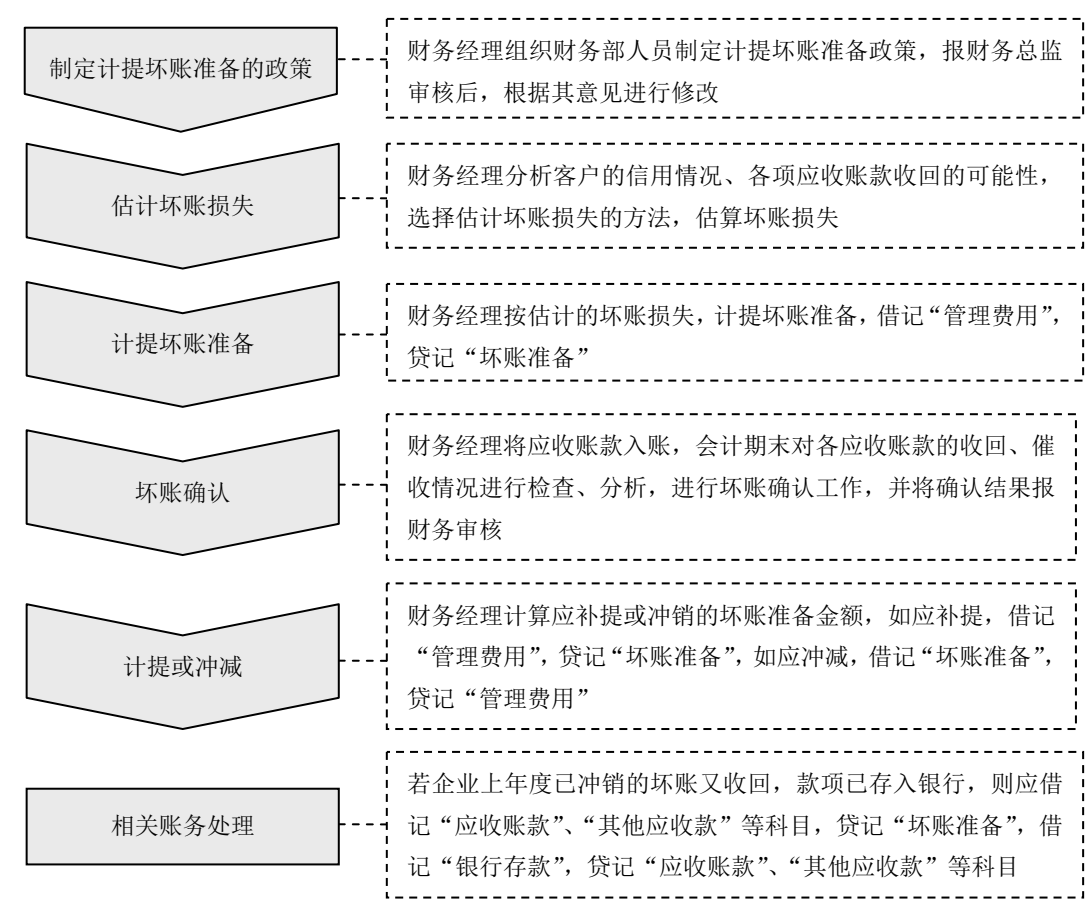 制定计提坏账准备的政策
财务经理组织财务部人员制定计提坏账准备政策，报财务总监
审核后，根据其意见进行修改
估计坏账损失
财务经理分析客户的信用情况、各项应收账款收回的可能性，
选择估计坏账损失的方法，估算坏账损失
计提坏账准备
财务经理按估计的坏账损失，计提坏账准备，借记“管理费用”，
贷记“坏账准备”
坏账确认
财务经理将应收账款入账，会计期末对各应收账款的收回、催
收情况进行检查、分析，进行坏账确认工作，并将确认结果报
财务审核
计提或冲减
财务经理计算应补提或冲销的坏账准备金额，如应补提，借记
“管理费用”，贷记“坏账准备”，如应冲减，借记“坏账准备”，
贷记“管理费用”
相关账务处理
若企业上年度已冲销的坏账又收回，款项已存入银行，则应借
记“应收账款”、“其他应收款”等科目，贷记“坏账准备”，借
记“银行存款”，贷记“应收账款”、“其他应收款”等科目